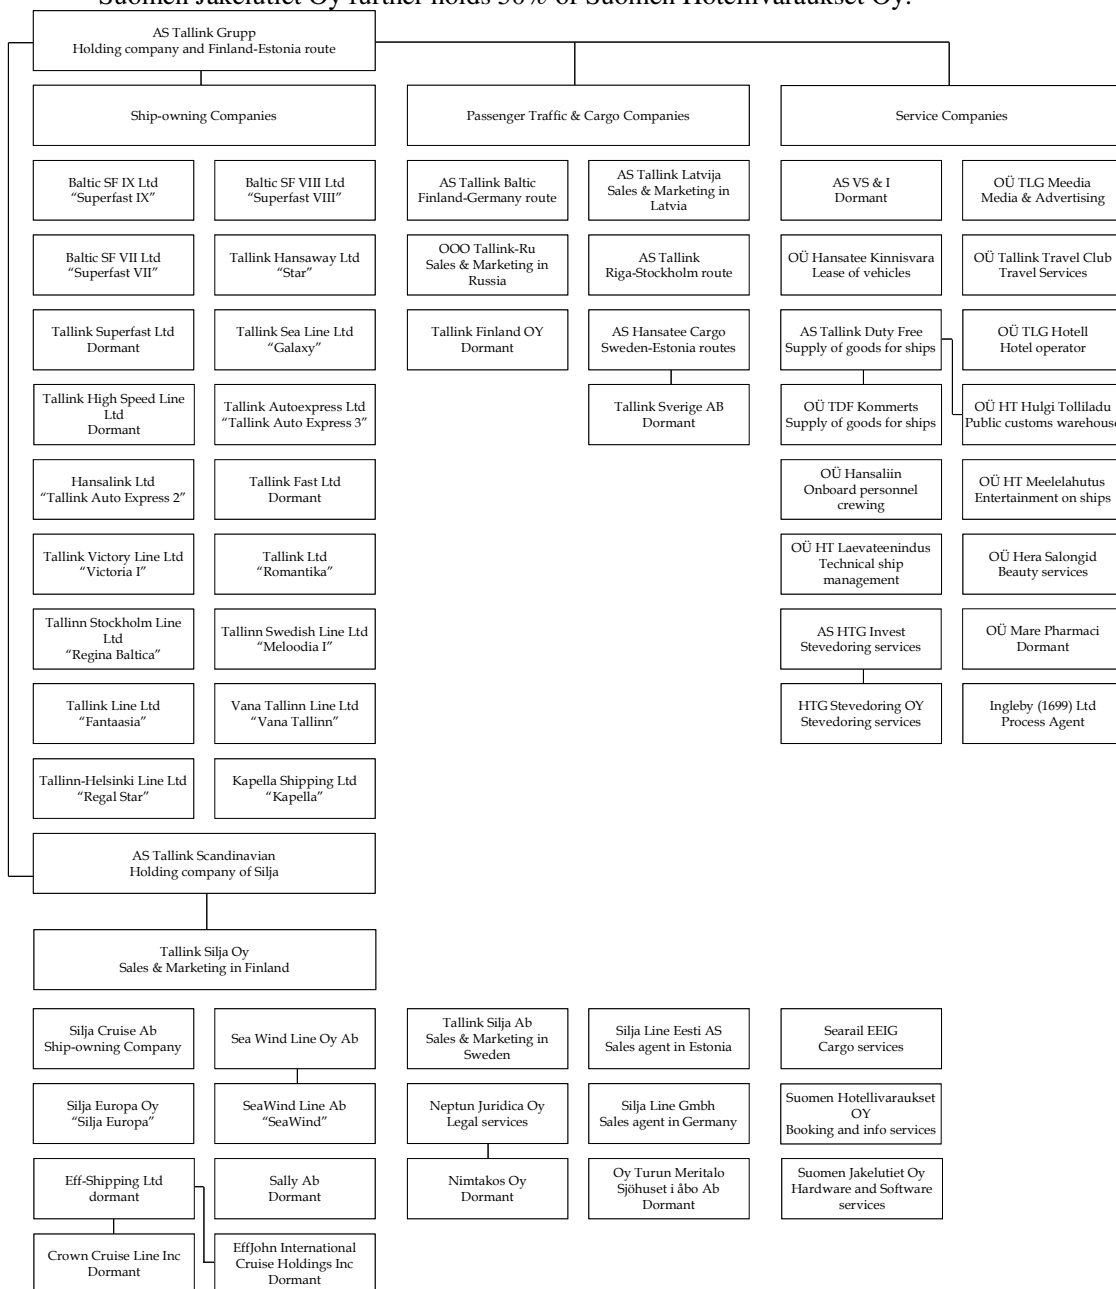 Suomen Jakelutiet Oy further holds 50% of Suomen Hotellivaraukset Oy.
AS Tallink Grupp
Holding company and Finland-Estonia route
Ship-owning Companies
Passenger Traffic & Cargo Companies
Service Companies
Baltic SF IX Ltd
“Superfast IX”
Baltic SF VIII Ltd
“Superfast VIII”
AS Tallink Baltic
Finland-Germany route
AS Tallink Latvija
Sales & Marketing in
Latvia
AS VS & I
Dormant
OÜ TLG Meedia
Media & Advertising
Baltic SF VII Ltd
“Superfast VII”
Tallink Hansaway Ltd
“Star”
OOO Tallink-Ru
Sales & Marketing in
Russia
AS Tallink
Riga-Stockholm route
OÜ Hansatee Kinnisvara
Lease of vehicles
OÜ Tallink Travel Club
Travel Services
Tallink Superfast Ltd
Dormant
Tallink Sea Line Ltd
“Galaxy”
Tallink Finland OY
Dormant
AS Hansatee Cargo
Sweden-Estonia routes
AS Tallink Duty Free
Supply of goods for ships
OÜ TLG Hotell
Hotel operator
Tallink High Speed Line
Ltd
Dormant
Tallink Autoexpress Ltd
“Tallink Auto Express 3”
Tallink Sverige AB
Dormant
OÜ TDF Kommerts
Supply of goods for ships
OÜ HT Hulgi Tolliladu
Public customs warehouse
Hansalink Ltd
“Tallink Auto Express 2”
Tallink Fast Ltd
Dormant
OÜ Hansaliin
Onboard personnel
crewing
OÜ HT Meelelahutus
Entertainment on ships
Tallink Victory Line Ltd
“Victoria I”
Tallink Ltd
“Romantika”
OÜ HT Laevateenindus
Technical ship
management
OÜ Hera Salongid
Beauty services
Tallinn Stockholm Line
Ltd
“Regina Baltica”
Tallinn Swedish Line Ltd
“Meloodia I”
AS HTG Invest
Stevedoring services
OÜ Mare Pharmaci
Dormant
Tallink Line Ltd
“Fantaasia”
Vana Tallinn Line Ltd
“Vana Tallinn”
HTG Stevedoring OY
Stevedoring services
Ingleby (1699) Ltd
Process Agent
Tallinn-Helsinki Line Ltd
“Regal Star”
Kapella Shipping Ltd
“Kapella”
AS Tallink Scandinavian
Holding company of Silja
Tallink Silja Oy
Sales & Marketing in Finland
Silja Cruise Ab
Ship-owning Company
Sea Wind Line Oy Ab
Tallink Silja Ab
Sales & Marketing in
Sweden
Silja Line Eesti AS
Sales agent in Estonia
Searail EEIG
Cargo services
Silja Europa Oy
“Silja Europa”
SeaWind Line Ab
“SeaWind”
Neptun Juridica Oy
Legal services
Silja Line Gmbh
Sales agent in Germany
Suomen Hotellivaraukset
OY
Booking and info services
Eff-Shipping Ltd
dormant
Sally Ab
Dormant
Nimtakos Oy
Dormant
Oy Turun Meritalo
Sjöhuset i åbo Ab
Dormant
Suomen Jakelutiet Oy
Hardware and Software
services
Crown Cruise Line Inc
Dormant
EffJohn International
Cruise Holdings Inc
Dormant